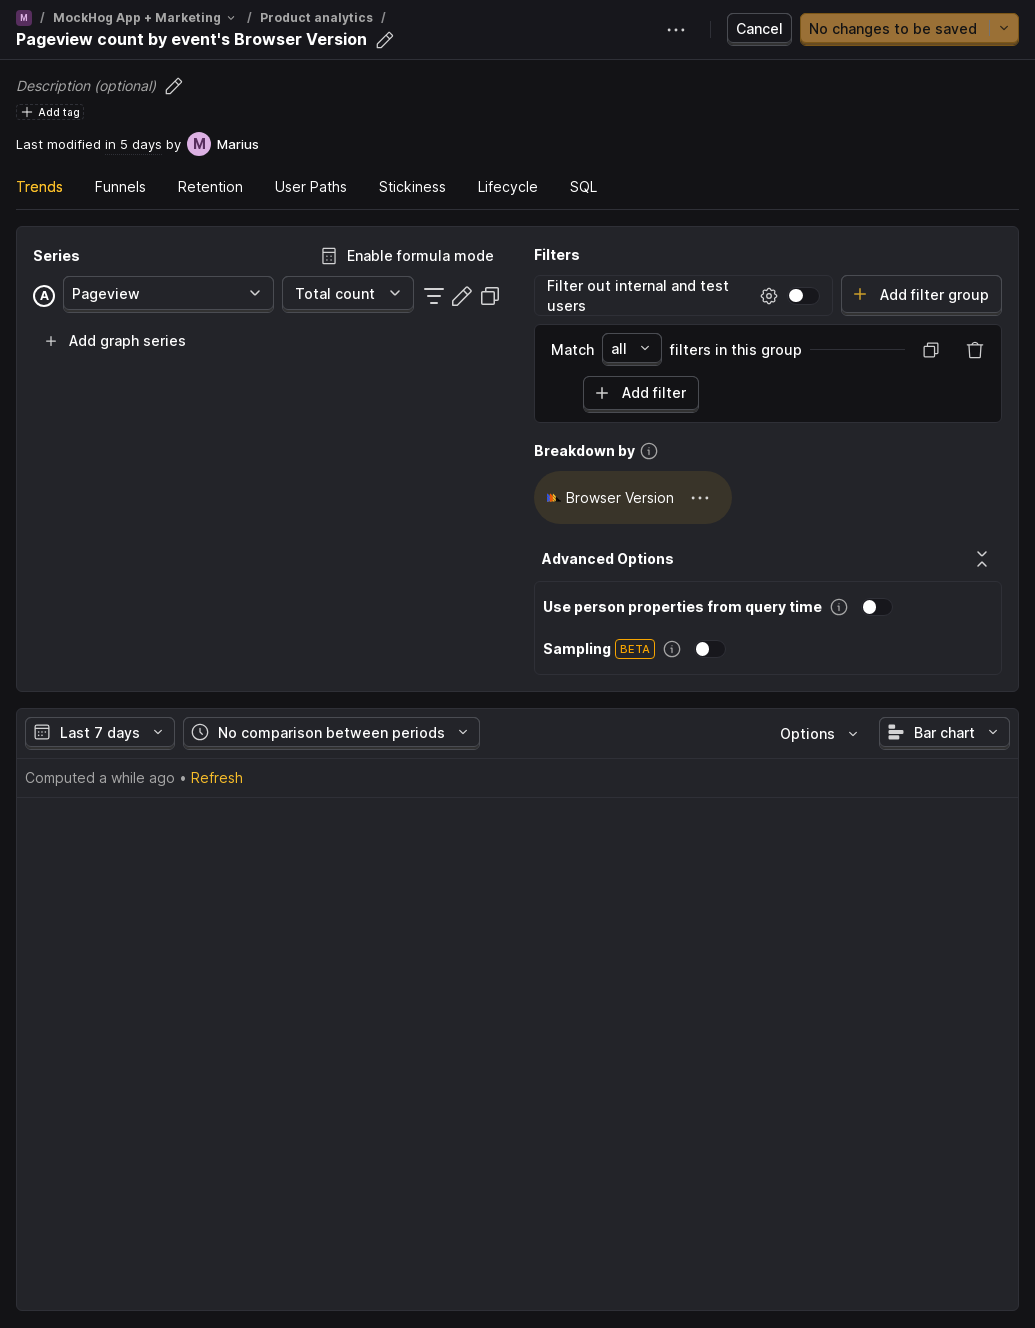 M / MockHog App + Marketing / Product analytics /
Pageview count by event's Browser Version
Cancel
No changes to be saved
Description (optional)
Add tag
Last modified in 5 days by M Marius
Trends Funnels Retention User Paths Stickiness Lifecycle SQL
Series
Enable formula mode
A Pageview Total count
Add graph series
Filters
Filter out internal and test
users
Add filter group
Match all filters in this group
Add filter
Breakdown by
Browser Version
Advanced Options
Use person properties from query time
Sampling BETA
Last 7 days No comparison between periods Options Bar chart
Computed a while ago • Refresh